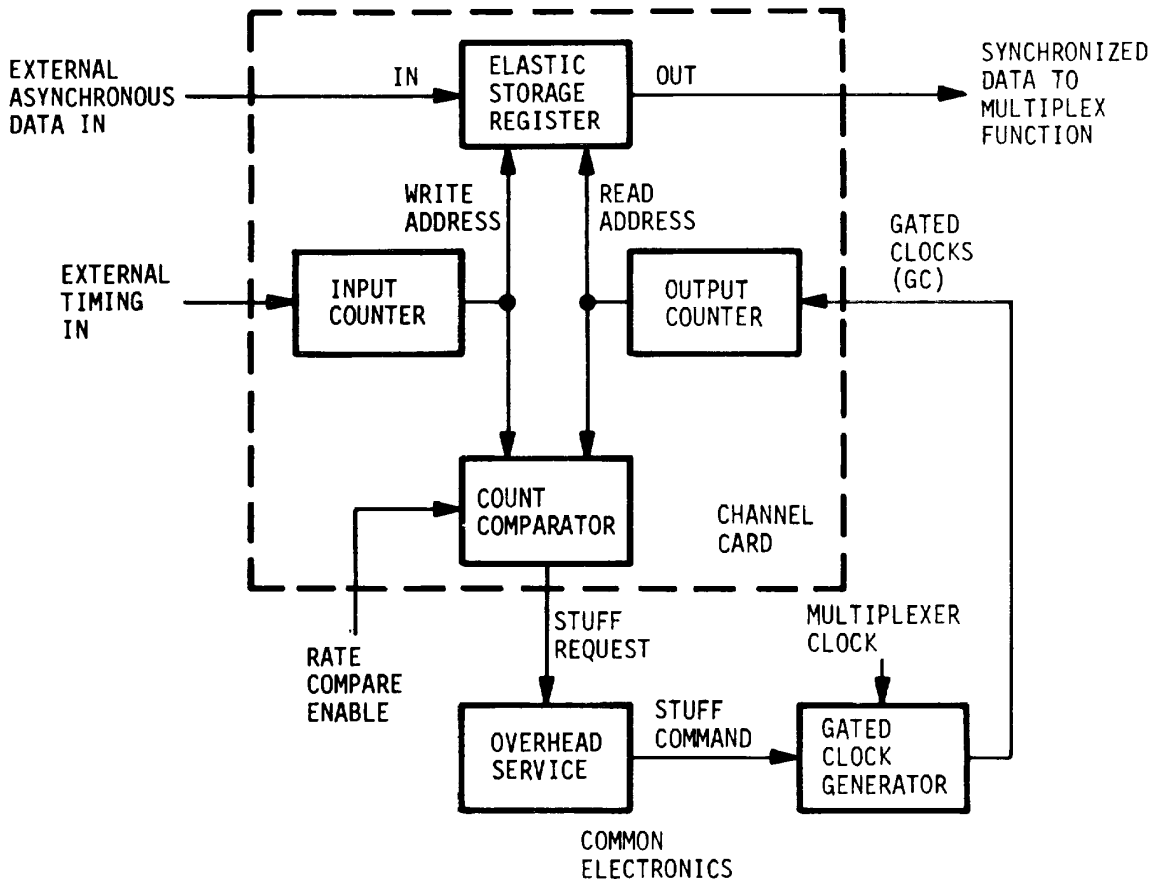 EXTERNAL
ASYNCHRONOUS
DATA IN
IN
ELASTIC
STORAGE
REGISTER
OUT
SYNCHRONIZED
DATA TO
MULTIPLEX
FUNCTION
WRITE
ADDRESS
READ
ADDRESS
GATED
CLOCKS
(GC)
EXTERNAL
TIMING
IN
INPUT
COUNTER
OUTPUT
COUNTER
COUNT
COMPARATOR
CHANNEL
CARD
RATE
COMPARE
ENABLE
STUFF
REQUEST
MULTIPLEXER
CLOCK
OVERHEAD
SERVICE
STUFF
COMMAND
GATED
CLOCK
GENERATOR
COMMON
ELECTRONICS